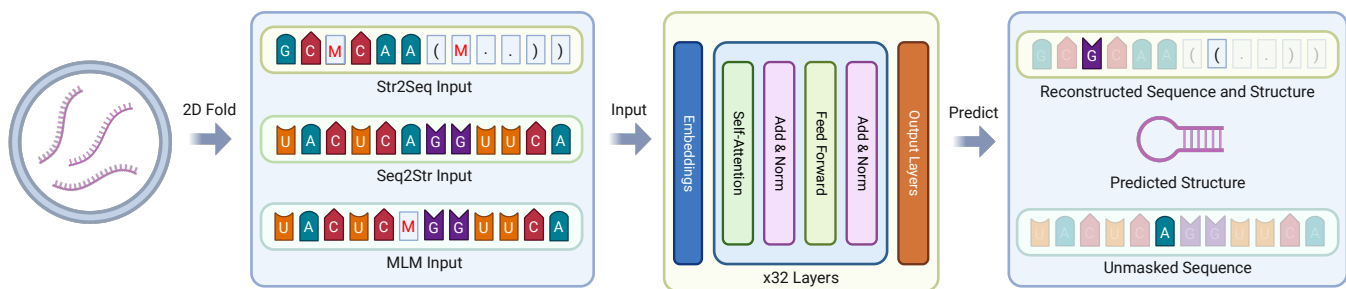 2D Fold
G C M C A A ( M . . ) )
Str2Seq Input
U A C U C A G G U U C A
Seq2Str Input
U A C U C M G G U U C A
MLM Input
Input
Embeddings
Self-Attention
Add & Norm
Feed Forward
Add & Norm
Output Layers
x32 Layers
Predict
G C G C A A ( ( . . ) )
Reconstructed Sequence and Structure
Predicted Structure
U A C U C A G G U U C A
Unmasked Sequence